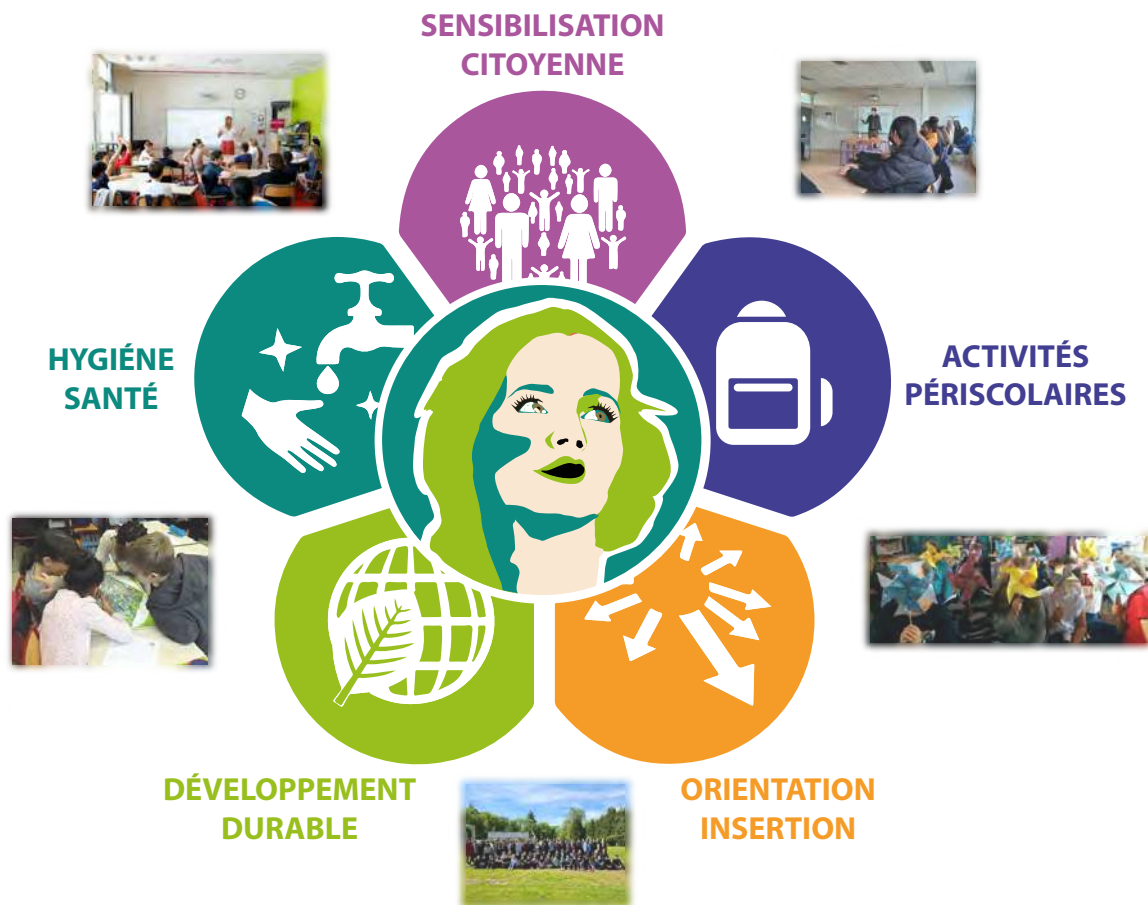 SENSIBILISATION
CITOYENNE
HYGIÉNE
SANTÉ
ACTIVITÉS
PÉRISCOLAIRES
DÉVELOPPEMENT
DURABLE
ORIENTATION
INSERTION